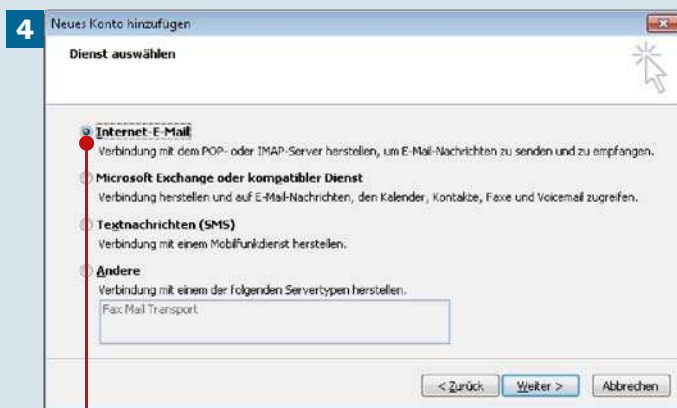 4
Neues Konto hinzufügen
Dienst auswählen
Internet-E-Mail
Verbindung mit dem POP- oder IMAP-Server herstellen, um E-Mail-Nachrichten zu senden und zu empfangen.
Microsoft Exchange oder kompatibler Dienst
Verbindung herstellen und auf E-Mail-Nachrichten, den Kalender, Kontakte, Faxe und Voicemail zugreifen.
Textnachrichten (SMS)
Verbindung mit einem Mobilfunkdienst herstellen.
Andere
Verbindung mit einem der folgenden Servertypen herstellen.
Fax Mail Transport
< Zurück Weiter > Abbrechen